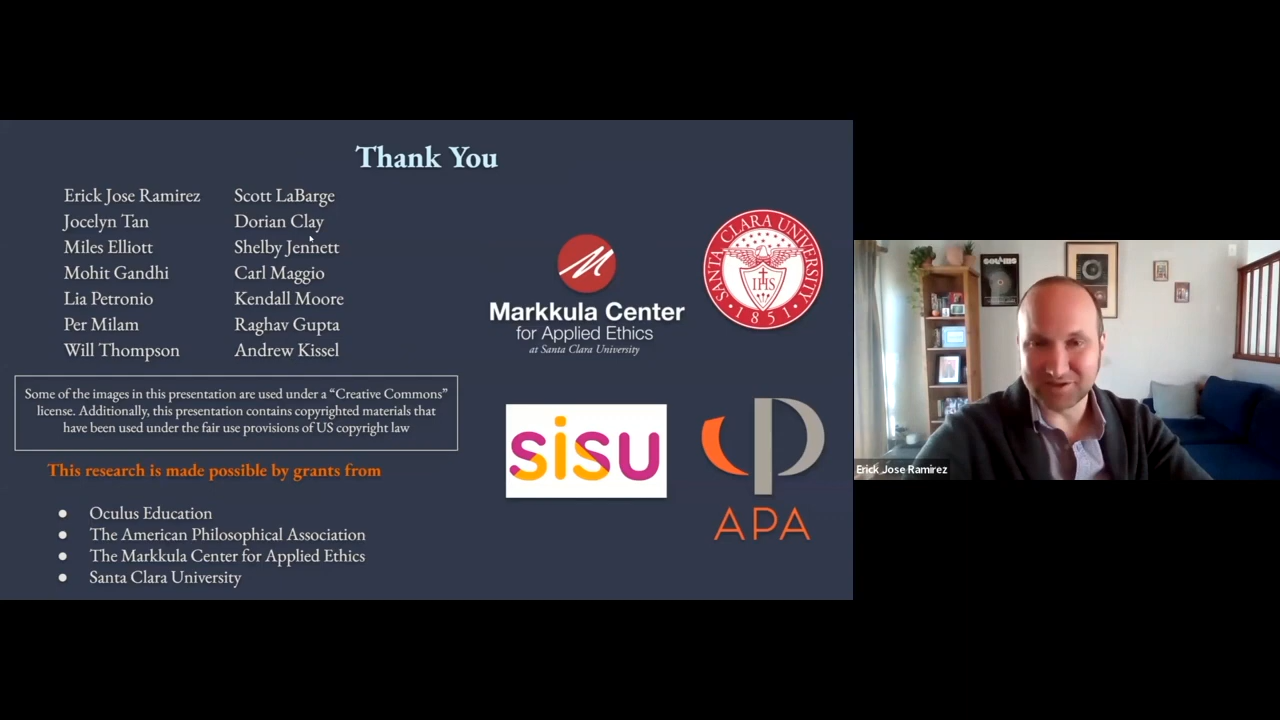 Thank You
Erick Jose Ramirez
Jocelyn Tan
Miles Elliott
Mohit Gandhi
Lia Petronio
Per Milam
Will Thompson
Scott LaBarge
Dorian Clay
Shelby Jennett
Carl Maggio
Kendall Moore
Raghav Gupta
Andrew Kissel
Some of the images in this presentation are used under a “Creative Commons”
license. Additionally, this presentation contains copyrighted materials that
have been used under the fair use provisions of US copyright law
This research is made possible by grants from
● Oculus Education
● The American Philosophical Association
● The Markkula Center for Applied Ethics
● Santa Clara University
Markkula Center
for Applied Ethics
at Santa Clara University
SANTA CLARA UNIVERSITY
IHS
· 1851 ·
sisu
APA
Erick Jose Ramirez